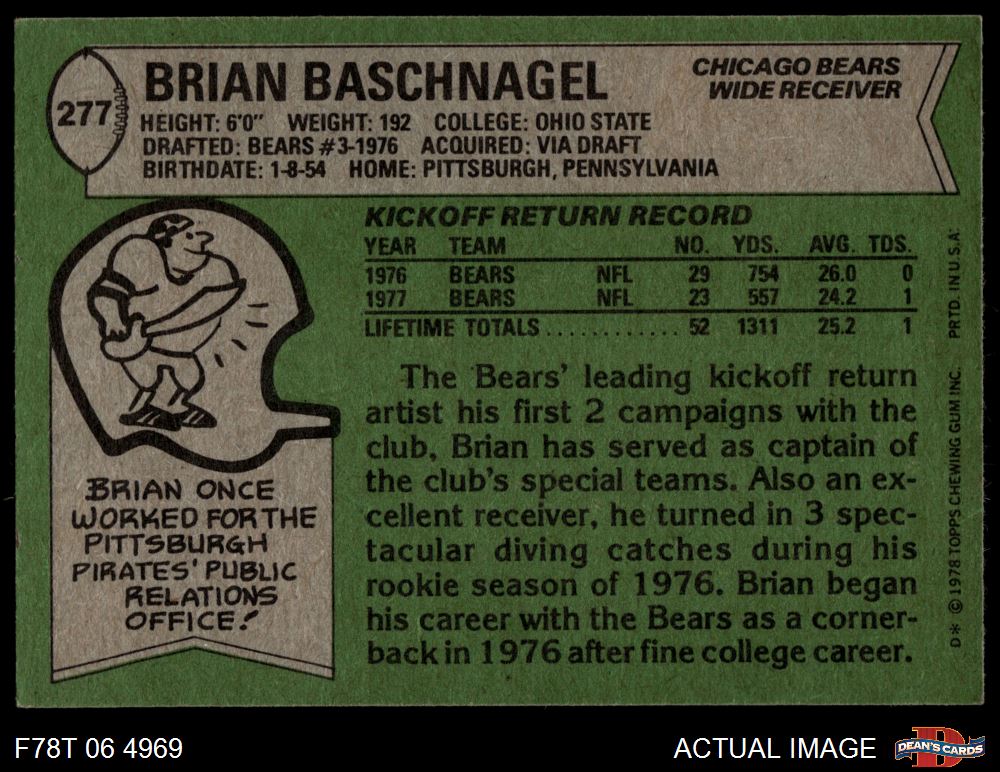 277
BRIAN BASCHNAGEL
CHICAGO BEARS
WIDE RECEIVER
HEIGHT: 6'0" WEIGHT: 192 COLLEGE: OHIO STATE
DRAFTED: BEARS #3-1976 ACQUIRED: VIA DRAFT
BIRTHDATE: 1-8-54 HOME: PITTSBURGH, PENNSYLVANIA
KICKOFF RETURN RECORD
YEAR TEAM NO. YDS. AVG. TDS.
1976 BEARS NFL 29 754 26.0 0
1977 BEARS NFL 23 557 24.2 1
LIFETIME TOTALS ............ 52 1311 25.2 1
The Bears' leading kickoff return
artist his first 2 campaigns with the
club, Brian has served as captain of
the club's special teams. Also an ex-
cellent receiver, he turned in 3 spec-
tacular diving catches during his
rookie season of 1976. Brian began
his career with the Bears as a corner-
back in 1976 after fine college career.
BRIAN ONCE
WORKED FOR THE
PITTSBURGH
PIRATES' PUBLIC
RELATIONS
OFFICE!
D* © 1978 TOPPS CHEWING GUM INC. PRTD. IN U.S.A.
F78T 06 4969
ACTUAL IMAGE
D
DEAN'S CARDS